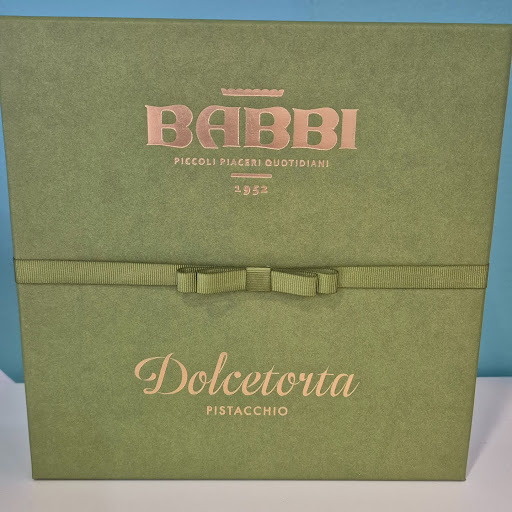 BABBI
PICCOLI PIACERI QUOTIDIANI
1952
Dolcetorta
PISTACCHIO